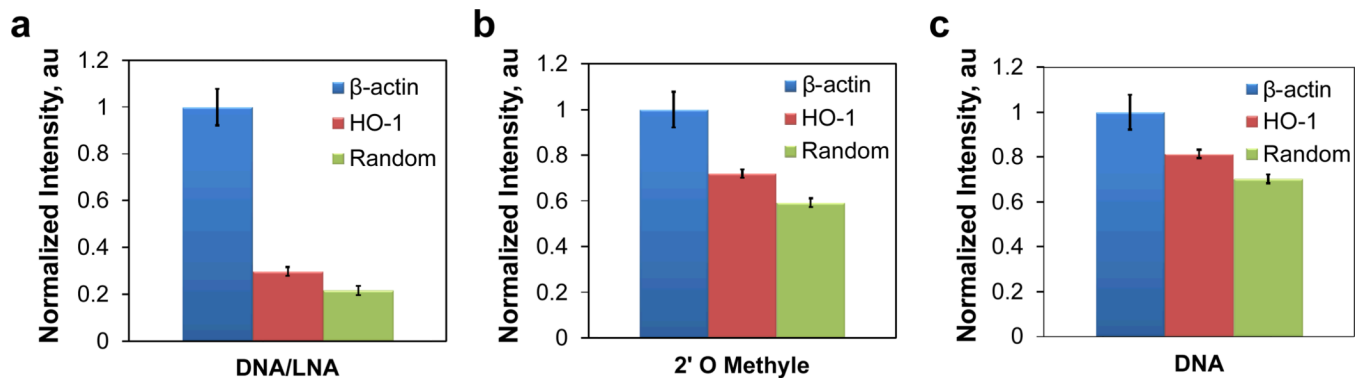 a
Normalized Intensity, au
1.2
1
0.8
0.6
0.4
0.2
0
β-actin
HO-1
Random
DNA/LNA
b
Normalized Intensity, au
1.2
1
0.8
0.6
0.4
0.2
0
β-actin
HO-1
Random
2' O Methyle
c
Normalized Intensity, au
1.2
1
0.8
0.6
0.4
0.2
0
β-actin
HO-1
Random
DNA